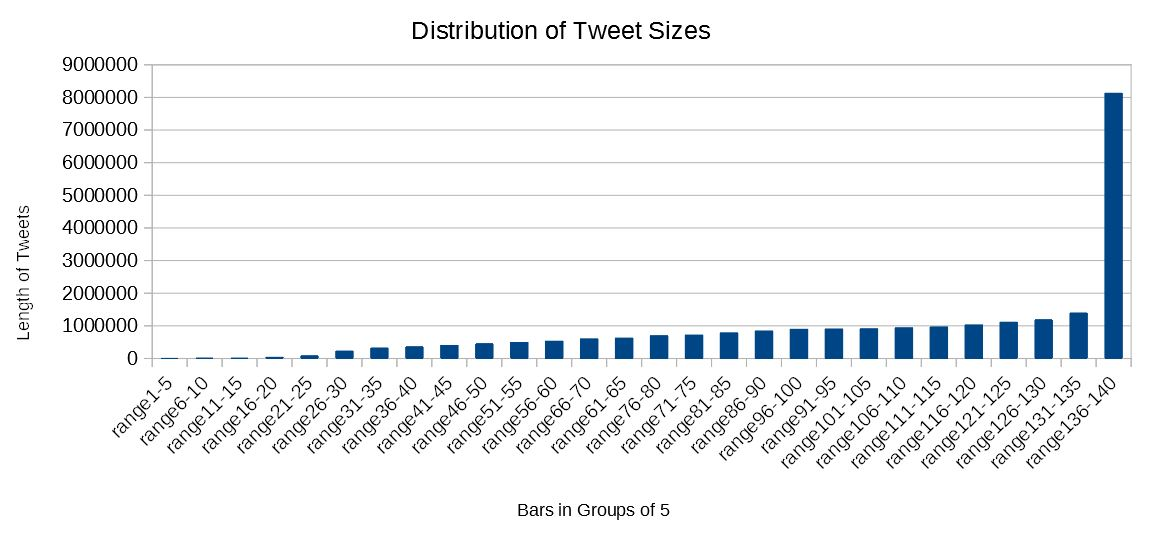 Distribution of Tweet Sizes
9000000
8000000
7000000
6000000
5000000
4000000
3000000
2000000
1000000
0
Length of Tweets
range1-5
range6-10
range11-15
range16-20
range21-25
range26-30
range31-35
range36-40
range41-45
range46-50
range51-55
range56-60
range66-70
range61-65
range76-80
range71-75
range81-85
range86-90
range96-100
range91-95
range101-105
range106-110
range111-115
range116-120
range121-125
range126-130
range131-135
range136-140
Bars in Groups of 5